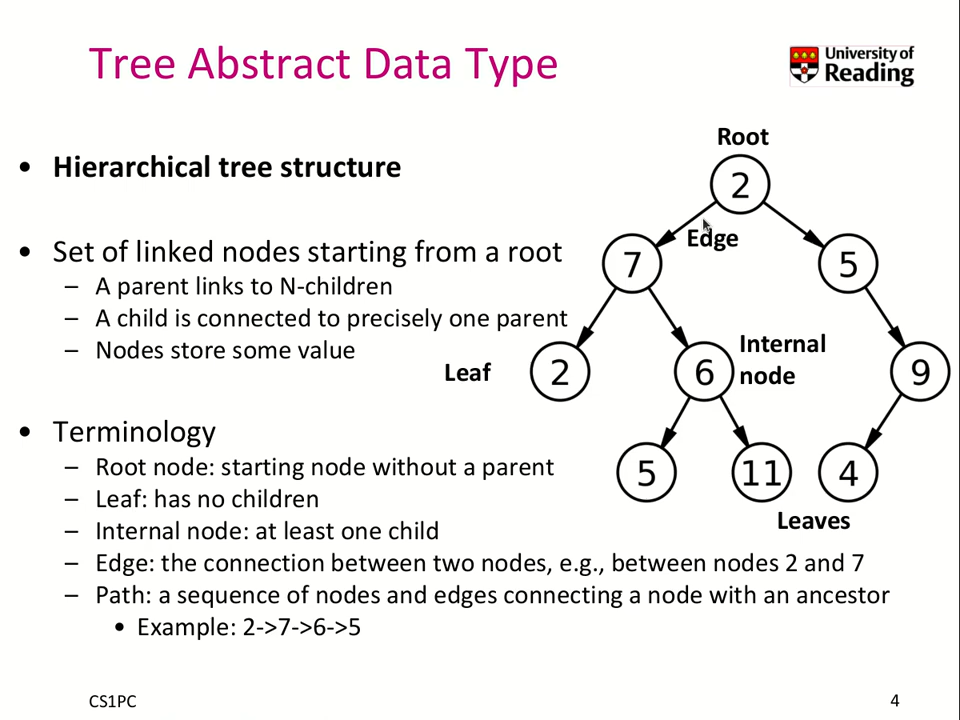 Tree Abstract Data Type
University of
Reading
• Hierarchical tree structure
• Set of linked nodes starting from a root
– A parent links to N-children
– A child is connected to precisely one parent
– Nodes store some value
• Terminology
– Root node: starting node without a parent
– Leaf: has no children
– Internal node: at least one child
– Edge: the connection between two nodes, e.g., between nodes 2 and 7
– Path: a sequence of nodes and edges connecting a node with an ancestor
• Example: 2->7->6->5
Root
2
Edge
7 5
Internal
node
Leaf 2 6 9
5 11 4
Leaves
CS1PC 4